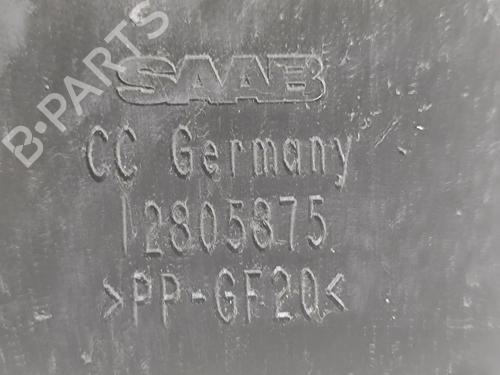 B-PARTS
SAAB
CC Germany
12805875
>PP-GF20<